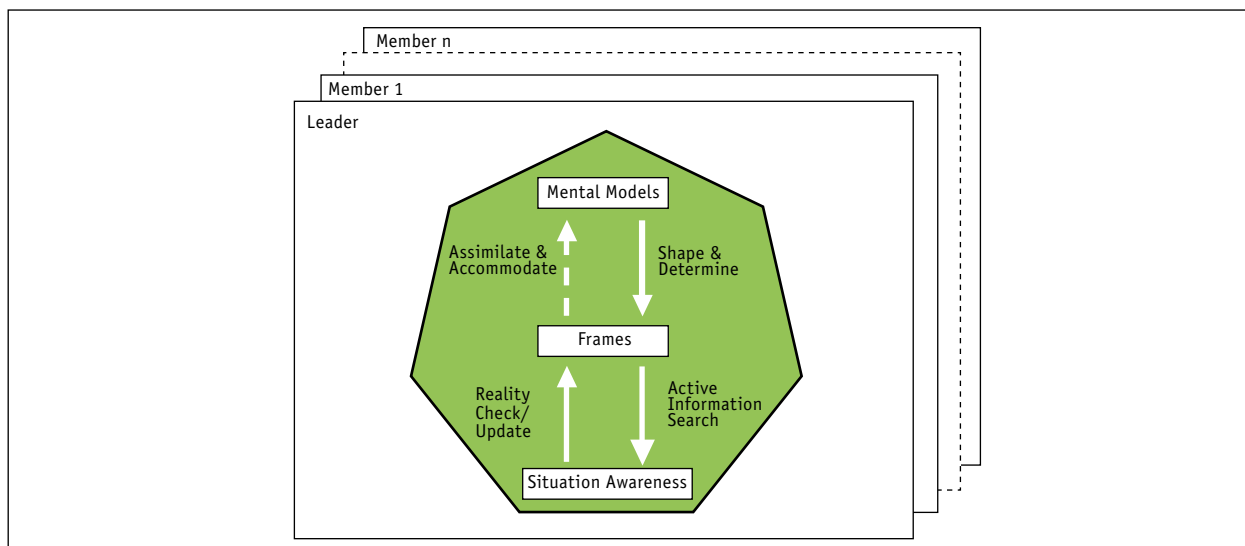 Member n
Member 1
Leader
Mental Models
Assimilate &
Accommodate
Shape &
Determine
Frames
Reality
Check/
Update
Active
Information
Search
Situation Awareness